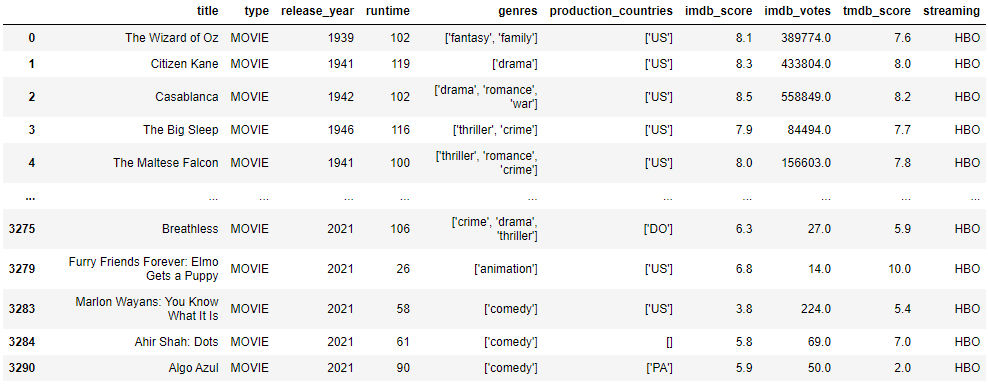 title type release_year runtime genres production_countries imdb_score imdb_votes tmdb_score streaming
0 The Wizard of Oz MOVIE 1939 102 ['fantasy', 'family'] ['US'] 8.1 389774.0 7.6 HBO
1 Citizen Kane MOVIE 1941 119 ['drama'] ['US'] 8.3 433804.0 8.0 HBO
2 Casablanca MOVIE 1942 102 ['drama', 'romance', 'war'] ['US'] 8.5 558849.0 8.2 HBO
3 The Big Sleep MOVIE 1946 116 ['thriller', 'crime'] ['US'] 7.9 84494.0 7.7 HBO
4 The Maltese Falcon MOVIE 1941 100 ['thriller', 'romance', 'crime'] ['US'] 8.0 156603.0 7.8 HBO
... ... ... ... ... ... ... ... ... ... ...
3275 Breathless MOVIE 2021 106 ['crime', 'drama', 'thriller'] ['DO'] 6.3 27.0 5.9 HBO
3279 Furry Friends Forever: Elmo Gets a Puppy MOVIE 2021 26 ['animation'] ['US'] 6.8 14.0 10.0 HBO
3283 Marlon Wayans: You Know What It Is MOVIE 2021 58 ['comedy'] ['US'] 3.8 224.0 5.4 HBO
3284 Ahir Shah: Dots MOVIE 2021 61 ['comedy'] [] 5.8 69.0 7.0 HBO
3290 Algo Azul MOVIE 2021 90 ['comedy'] ['PA'] 5.9 50.0 2.0 HBO